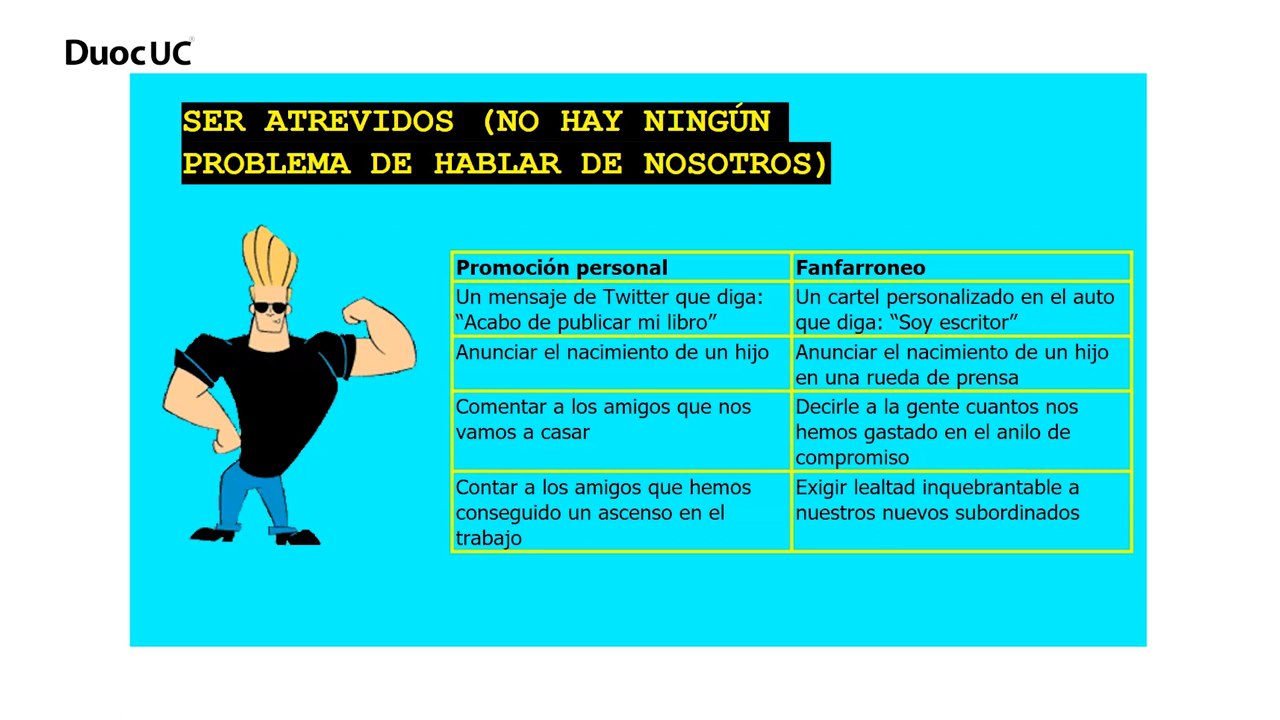 DuocUC
SER ATREVIDOS (NO HAY NINGÚN
PROBLEMA DE HABLAR DE NOSOTROS)
Promoción personal
Fanfarroneo
Un mensaje de Twitter que diga:
“Acabo de publicar mi libro”
Un cartel personalizado en el auto
que diga: “Soy escritor”
Anunciar el nacimiento de un hijo
Anunciar el nacimiento de un hijo
en una rueda de prensa
Comentar a los amigos que nos
vamos a casar
Decirle a la gente cuantos nos
hemos gastado en el anilo de
compromiso
Contar a los amigos que hemos
conseguido un ascenso en el
trabajo
Exigir lealtad inquebrantable a
nuestros nuevos subordinados